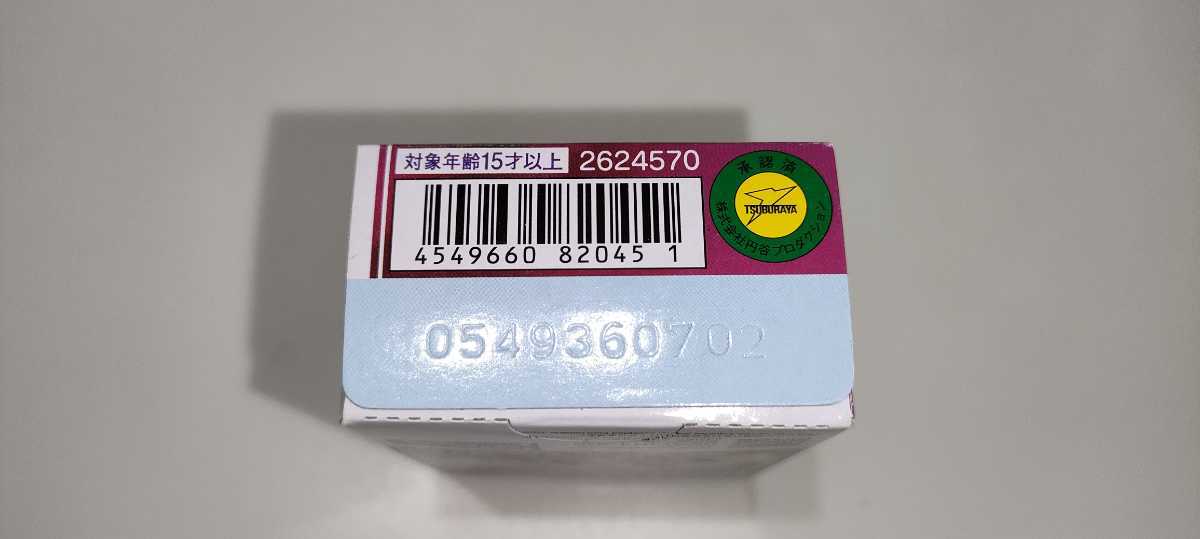 対象年齢15才以上 2624570
4549660 82045 1
承認済
TSUBURAYA
株式会社円谷プロダクション
0549360702